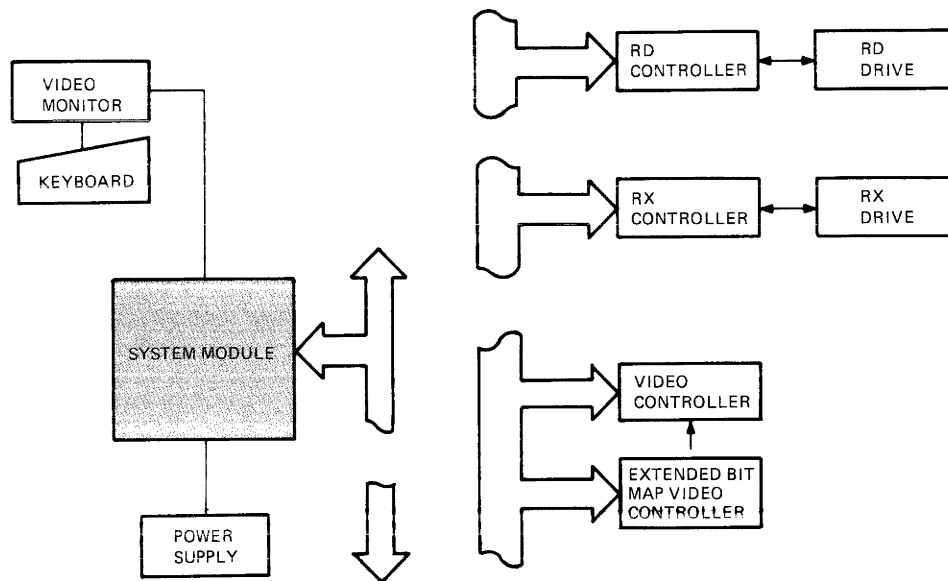 VIDEO
MONITOR
KEYBOARD
SYSTEM MODULE
POWER
SUPPLY
RD
CONTROLLER
RD
DRIVE
RX
CONTROLLER
RX
DRIVE
VIDEO
CONTROLLER
EXTENDED BIT
MAP VIDEO
CONTROLLER